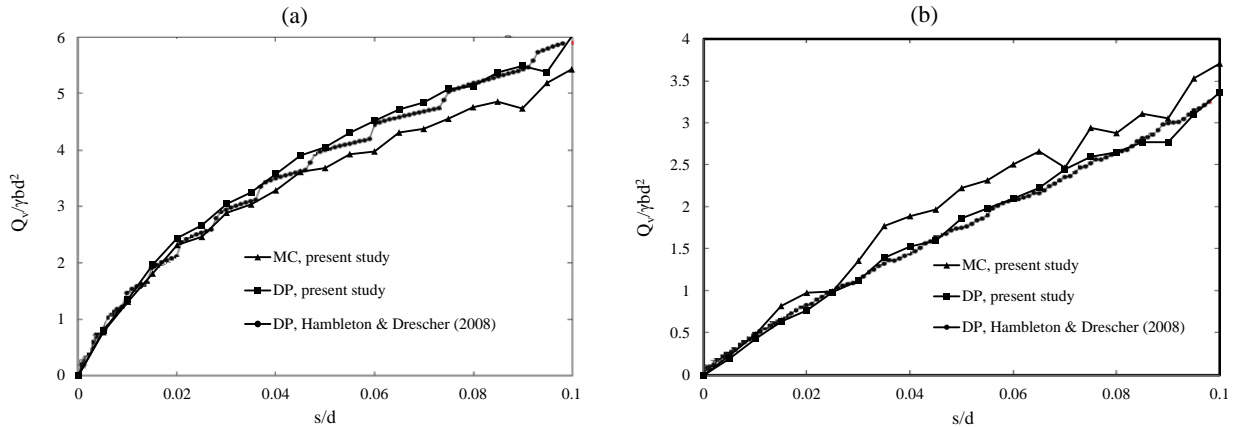 (a)
6
5
4
3
2
1
0
Qv/γbd²
MC, present study
DP, present study
DP, Hambleton & Drescher (2008)
0 0.02 0.04 0.06 0.08 0.1
s/d
(b)
4
3.5
3
2.5
2
1.5
1
0.5
0
Qv/γbd²
MC, present study
DP, present study
DP, Hambleton & Drescher (2008)
0 0.02 0.04 0.06 0.08 0.1
s/d